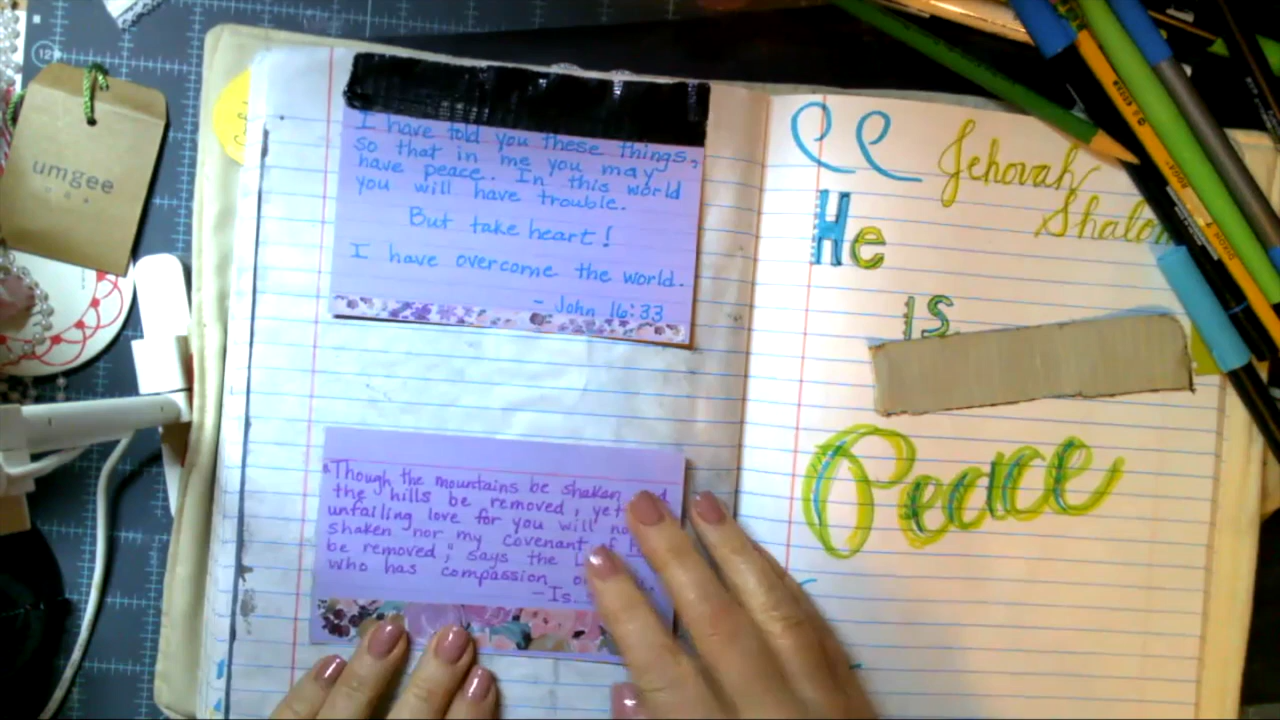 umgee
I have told you these things,
so that in me you may
have peace. In this world
you will have trouble.
But take heart!
I have overcome the world.
- John 16:33
"Though the mountains be shaken
the hills be removed, yet
unfailing love for you will
shaken nor my covenant of
be removed," says the
who has compassion
-Is.
Jehovah
Shalom
He
is
Peace